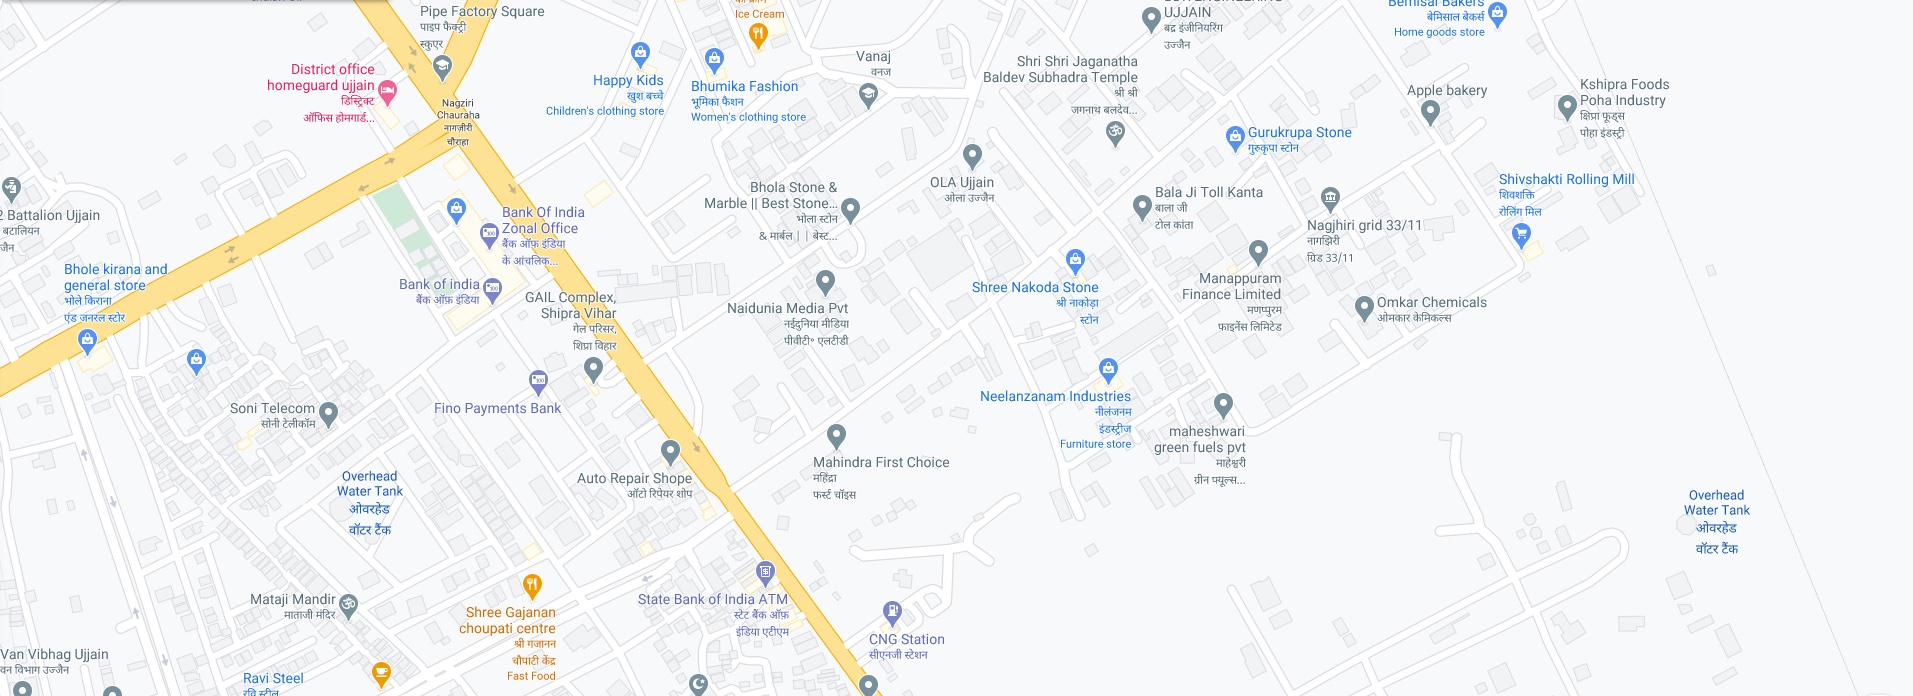 Pipe Factory Square
पाइप फैक्ट्री
स्कुएर
Ice Cream
UJJAIN
बद्र इंजीनियरिंग
उज्जैन
Bemisal Bakers
बेमिसाल बेकर्स
Home goods store
District office
homeguard ujjain
डिस्ट्रिक्ट
ऑफिस होमगार्ड...
Happy Kids
खुश बच्चे
Children's clothing store
Bhumika Fashion
भूमिका फैशन
Women's clothing store
Vanaj
वनज
Shri Shri Jaganatha
Baldev Subhadra Temple
श्री श्री
जगनाथ बलदेव...
Apple bakery
Kshipra Foods
Poha Industry
क्षिप्रा फूड्स
पोहा इंडस्ट्री
Nagziri
Chauraha
नागज़ीरी
चौराहा
Gurukrupa Stone
गुरुकृपा स्टोन
OLA Ujjain
ओला उज्जैन
Bhola Stone &
Marble || Best Stone...
भोला स्टोन
& मार्बल || बेस्ट...
Bala Ji Toll Kanta
बाला जी
टोल कांता
Shivshakti Rolling Mill
शिवशक्ति
रोलिंग मिल
2 Battalion Ujjain
बटालियन
जैन
Bank Of India
Zonal Office
बैंक ऑफ़ इंडिया
के आंचलिक...
Nagjhiri grid 33/11
नागझिरी
ग्रिड 33/11
Bhole kirana and
general store
भोले किराना
एंड जनरल स्टोर
Bank of india
बैंक ऑफ़ इंडिया
GAIL Complex,
Shipra Vihar
गेल परिसर,
शिप्रा विहार
Naidunia Media Pvt
नईदुनिया मीडिया
पीवीटी॰ एलटीडी
Shree Nakoda Stone
श्री नाकोड़ा
स्टोन
Manappuram
Finance Limited
मणप्पुरम
फाइनेंस लिमिटेड
Omkar Chemicals
ओमकार केमिकल्स
Soni Telecom
सोनी टेलीकॉम
Fino Payments Bank
Neelanzanam Industries
नीलंजनम
इंडस्ट्रीज
Furniture store
maheshwari
green fuels pvt
माहेश्वरी
ग्रीन फ्यूल्स...
Auto Repair Shope
ऑटो रिपेयर शोप
Mahindra First Choice
महिंद्रा
फर्स्ट चॉइस
Overhead
Water Tank
ओवरहेड
वॉटर टैंक
Overhead
Water Tank
ओवरहेड
वॉटर टैंक
Mataji Mandir
माताजी मंदिर
Shree Gajanan
choupati centre
श्री गजानन
चौपाटी केंद्र
Fast Food
State Bank of India ATM
स्टेट बैंक ऑफ़
इंडिया एटीएम
CNG Station
सीएनजी स्टेशन
Van Vibhag Ujjain
वन विभाग उज्जैन
Ravi Steel
रवि स्टील